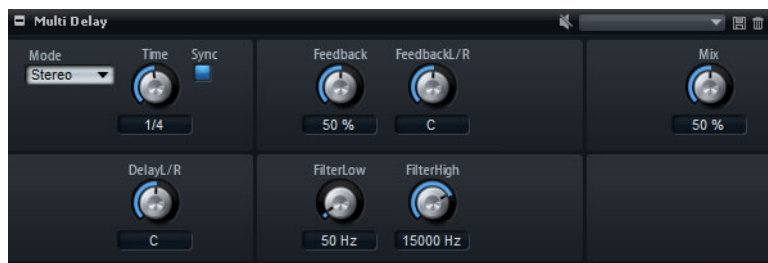 Multi Delay
Mode Time Sync Feedback FeedbackL/R Mix
Stereo
1/4 50 % C 50 %
DelayL/R FilterLow FilterHigh
C 50 Hz 15000 Hz